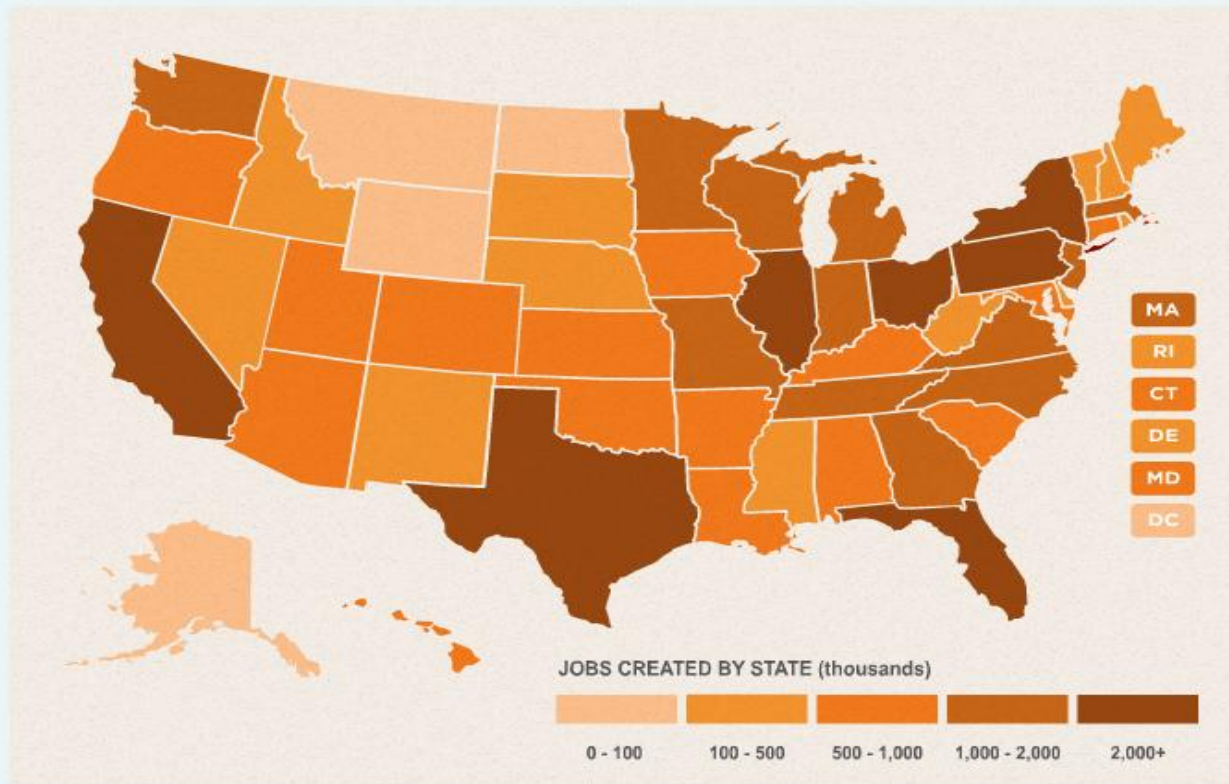 MA
RI
CT
DE
MD
DC
JOBS CREATED BY STATE (thousands)
0 - 100
100 - 500
500 - 1,000
1,000 - 2,000
2,000+